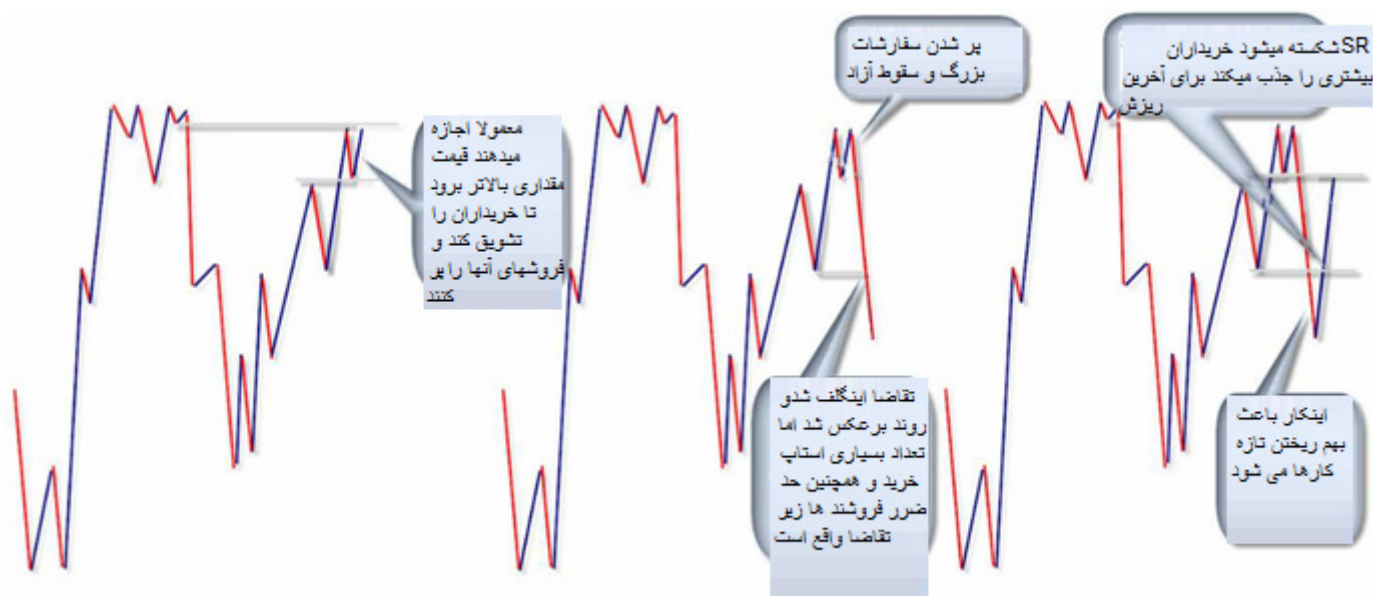 معمولا اجازه
میدهند قیمت
مقداری بالاتر برود
تا خریداران را
تشویق کند و
فروشهای آنها را پر
کنند
پر شدن سفارشات
بزرگ و سقوط آزاد
تقاضا اینگلف شدو
روند برعکس شد اما
تعداد بسیاری استاپ
خرید و همچنین حد
ضرر فروشند ها زیر
تقاضا واقع است
SRشکسته میشود خریداران
بیشتری را جذب میکند برای آخرین
ریزش
اینکار باعث
بهم ریختن تازه
کارها می شود